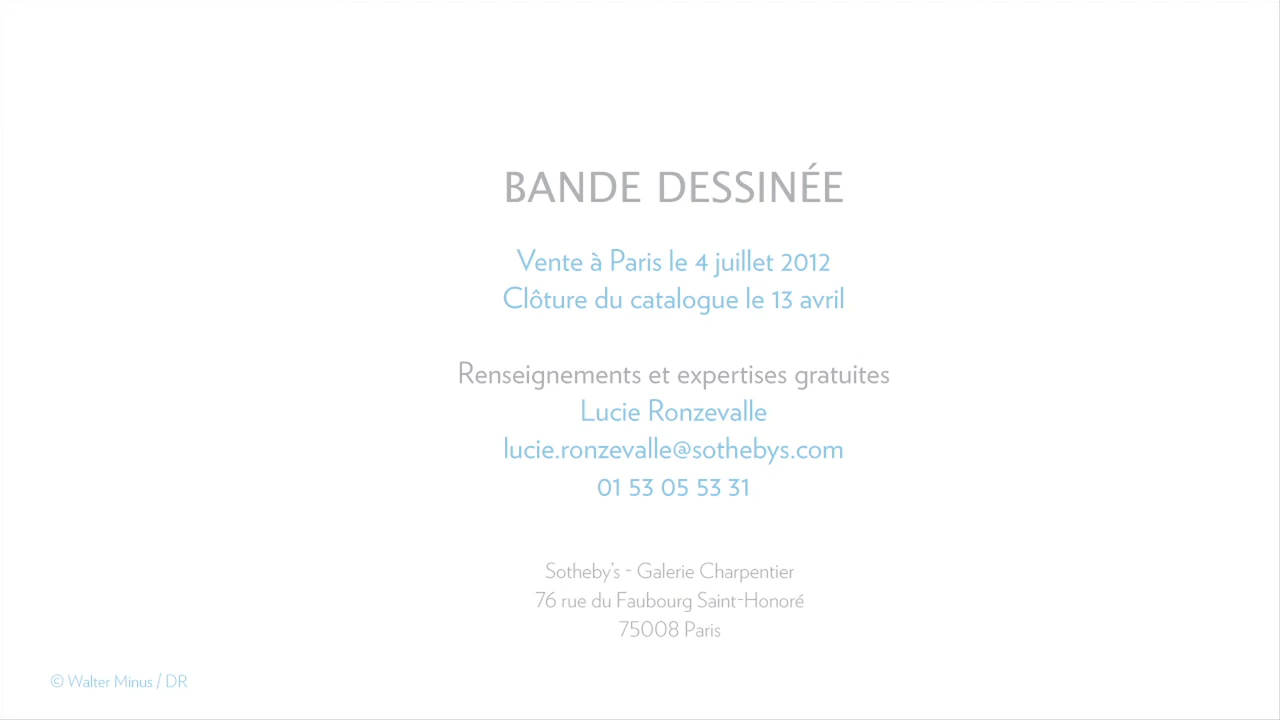 BANDE DESSINÉE
Vente à Paris le 4 juillet 2012
Clôture du catalogue le 13 avril
Renseignements et expertises gratuites
Lucie Ronzevalle
lucie.ronzevalle@sothebys.com
01 53 05 53 31
Sotheby's - Galerie Charpentier
76 rue du Faubourg Saint-Honoré
75008 Paris
© Walter Minus / DR